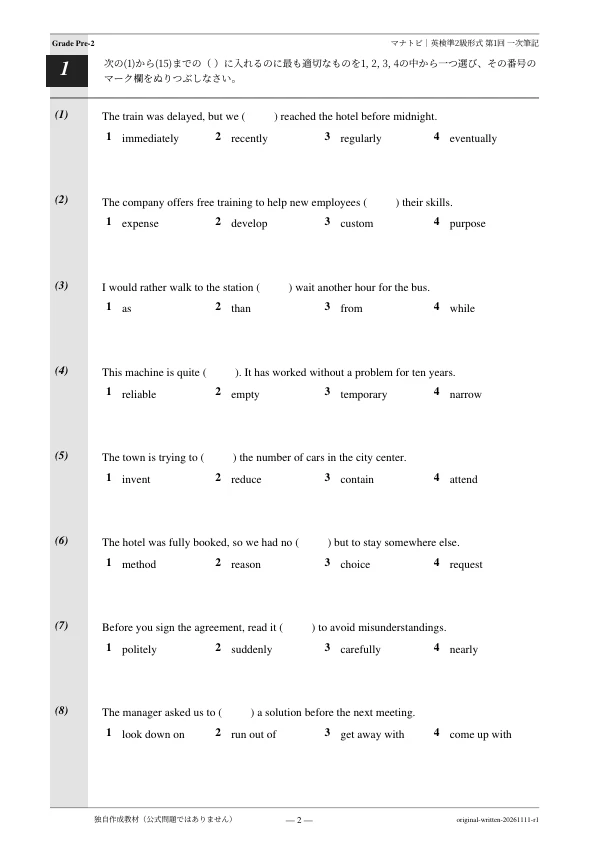 Grade Pre-2
マナトビ｜英検準2級形式 第1回 一次筆記
1
次の(1)から(15)までの（ ）に入れるのに最も適切なものを1, 2, 3, 4の中から一つ選び、その番号の
マーク欄をぬりつぶしなさい。
(1) The train was delayed, but we ( ) reached the hotel before midnight.
1 immediately 2 recently 3 regularly 4 eventually
(2) The company offers free training to help new employees ( ) their skills.
1 expense 2 develop 3 custom 4 purpose
(3) I would rather walk to the station ( ) wait another hour for the bus.
1 as 2 than 3 from 4 while
(4) This machine is quite ( ). It has worked without a problem for ten years.
1 reliable 2 empty 3 temporary 4 narrow
(5) The town is trying to ( ) the number of cars in the city center.
1 invent 2 reduce 3 contain 4 attend
(6) The hotel was fully booked, so we had no ( ) but to stay somewhere else.
1 method 2 reason 3 choice 4 request
(7) Before you sign the agreement, read it ( ) to avoid misunderstandings.
1 politely 2 suddenly 3 carefully 4 nearly
(8) The manager asked us to ( ) a solution before the next meeting.
1 look down on 2 run out of 3 get away with 4 come up with
独自作成教材（公式問題ではありません）
— 2 —
original-written-20261111-r1